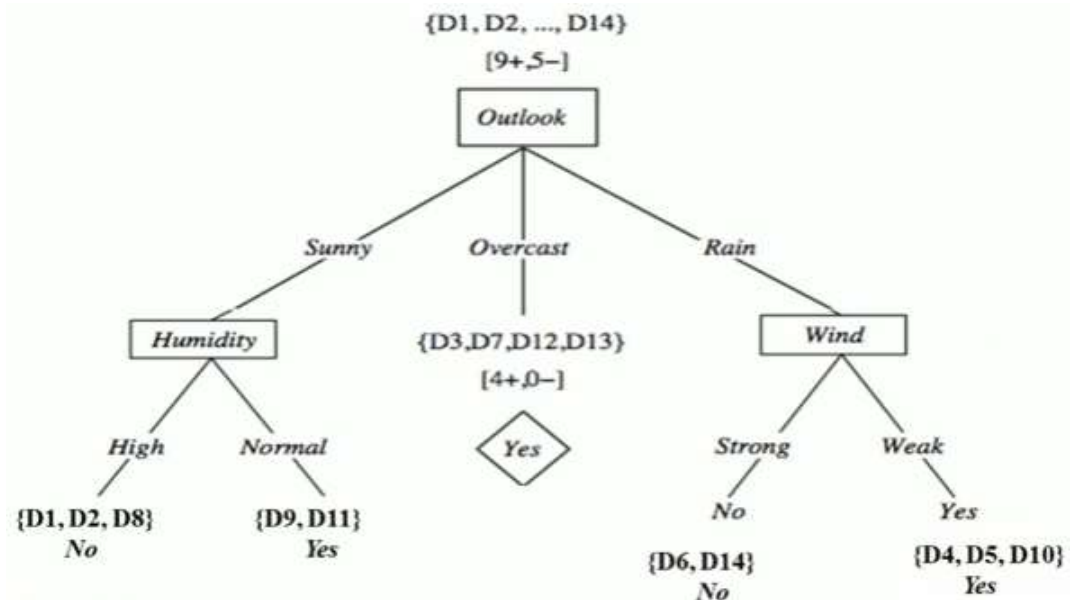 {D1, D2, ..., D14}
[9+,5−]
Outlook
Sunny
Overcast
Rain
Humidity
{D3,D7,D12,D13}
[4+,0−]
Wind
High
Normal
Yes
Strong
Weak
{D1, D2, D8}
No
{D9, D11}
Yes
No
Yes
{D6, D14}
No
{D4, D5, D10}
Yes